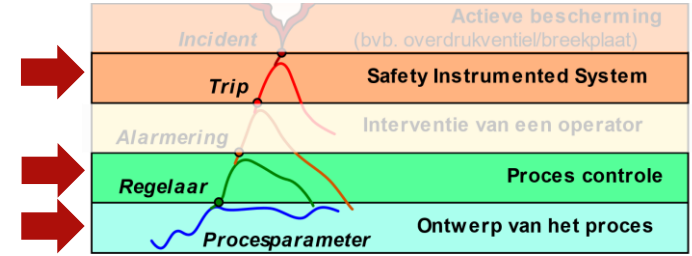 Actieve bescherming
Incident (bvb. overdrukventiel/breekplaat)
Safety Instrumented System
Trip
Interventie van een operator
Alarmering
Proces controle
Regelaar
Ontwerp van het proces
Procesparameter